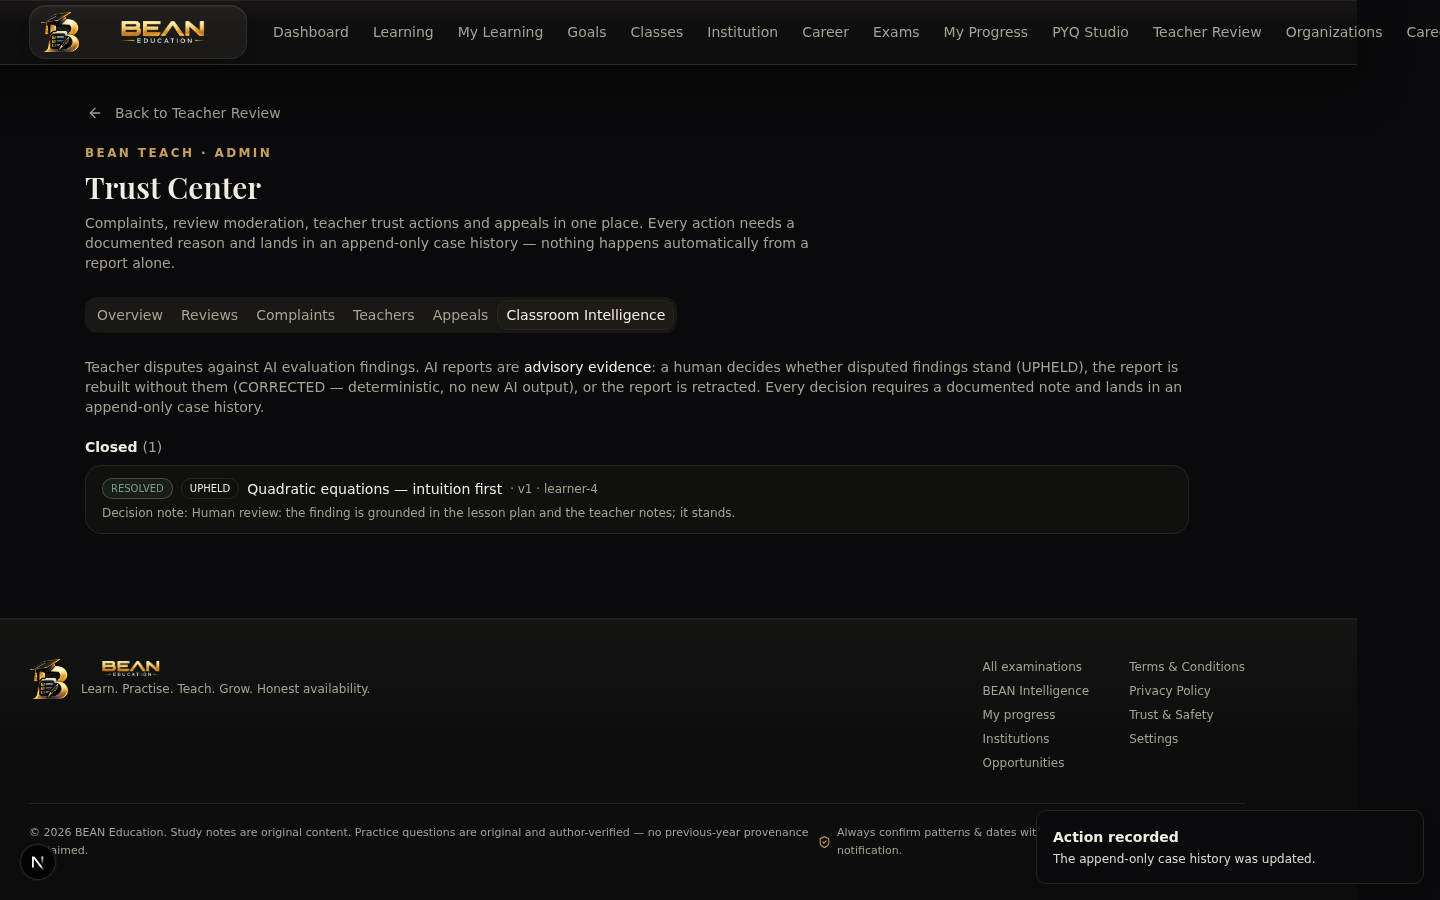 BEAN
EDUCATION
Dashboard Learning My Learning Goals Classes Institution Career Exams My Progress PYQ Studio Teacher Review Organizations
Back to Teacher Review
BEAN TEACH · ADMIN
Trust Center
Complaints, review moderation, teacher trust actions and appeals in one place. Every action needs a
documented reason and lands in an append-only case history — nothing happens automatically from a
report alone.
Overview Reviews Complaints Teachers Appeals Classroom Intelligence
Teacher disputes against AI evaluation findings. AI reports are advisory evidence: a human decides whether disputed findings stand (UPHELD), the report is
rebuilt without them (CORRECTED — deterministic, no new AI output), or the report is retracted. Every decision requires a documented note and lands in an
append-only case history.
Closed (1)
RESOLVED UPHELD Quadratic equations — intuition first · v1 · learner-4
Decision note: Human review: the finding is grounded in the lesson plan and the teacher notes; it stands.
BEAN
EDUCATION
Learn. Practise. Teach. Grow. Honest availability.
All examinations
BEAN Intelligence
My progress
Institutions
Opportunities
Terms & Conditions
Privacy Policy
Trust & Safety
Settings
© 2026 BEAN Education. Study notes are original content. Practice questions are original and author-verified — no previous-year provenance
Always confirm patterns & dates
notification.
N
Action recorded
The append-only case history was updated.